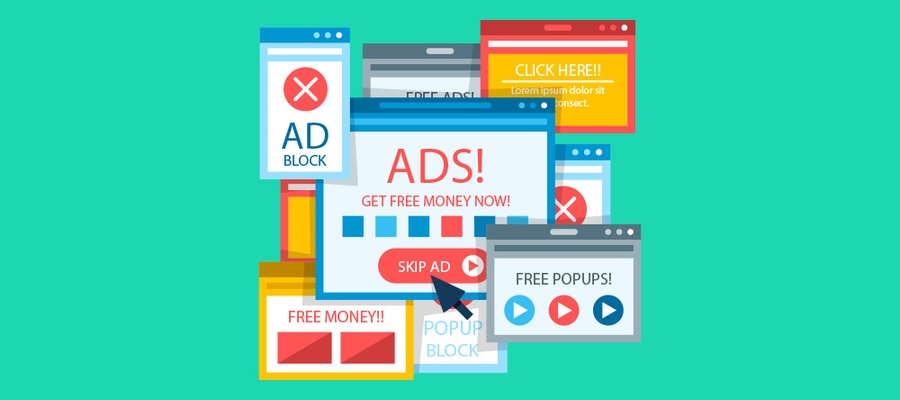 CLICK HERE!!
Lorem ipsum dolor sit
consect.
FREE ADS!
AD
BLOCK
ADS!
GET FREE MONEY NOW!
SKIP AD
FREE POPUPS!
FREE MONEY!!
POPUP
BLOCK